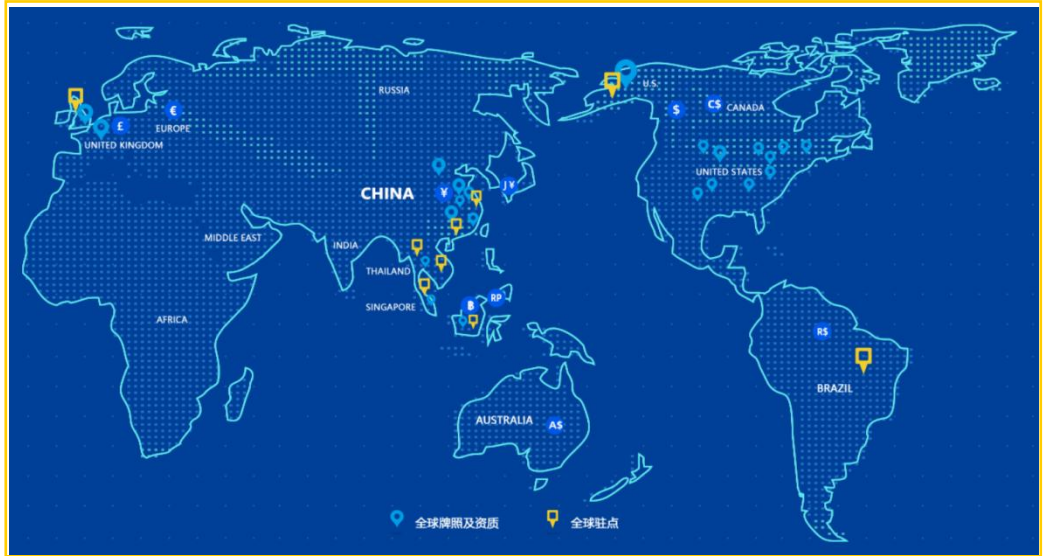 RUSSIA
U.S.
$
C$ CANADA
€
£
EUROPE
UNITED KINGDOM
UNITED STATES
CHINA
¥
J¥
MIDDLE EAST
INDIA
THAILAND
SINGAPORE
฿
RP
AFRICA
R$
BRAZIL
AUSTRALIA
A$
全球牌照及资质
全球驻点